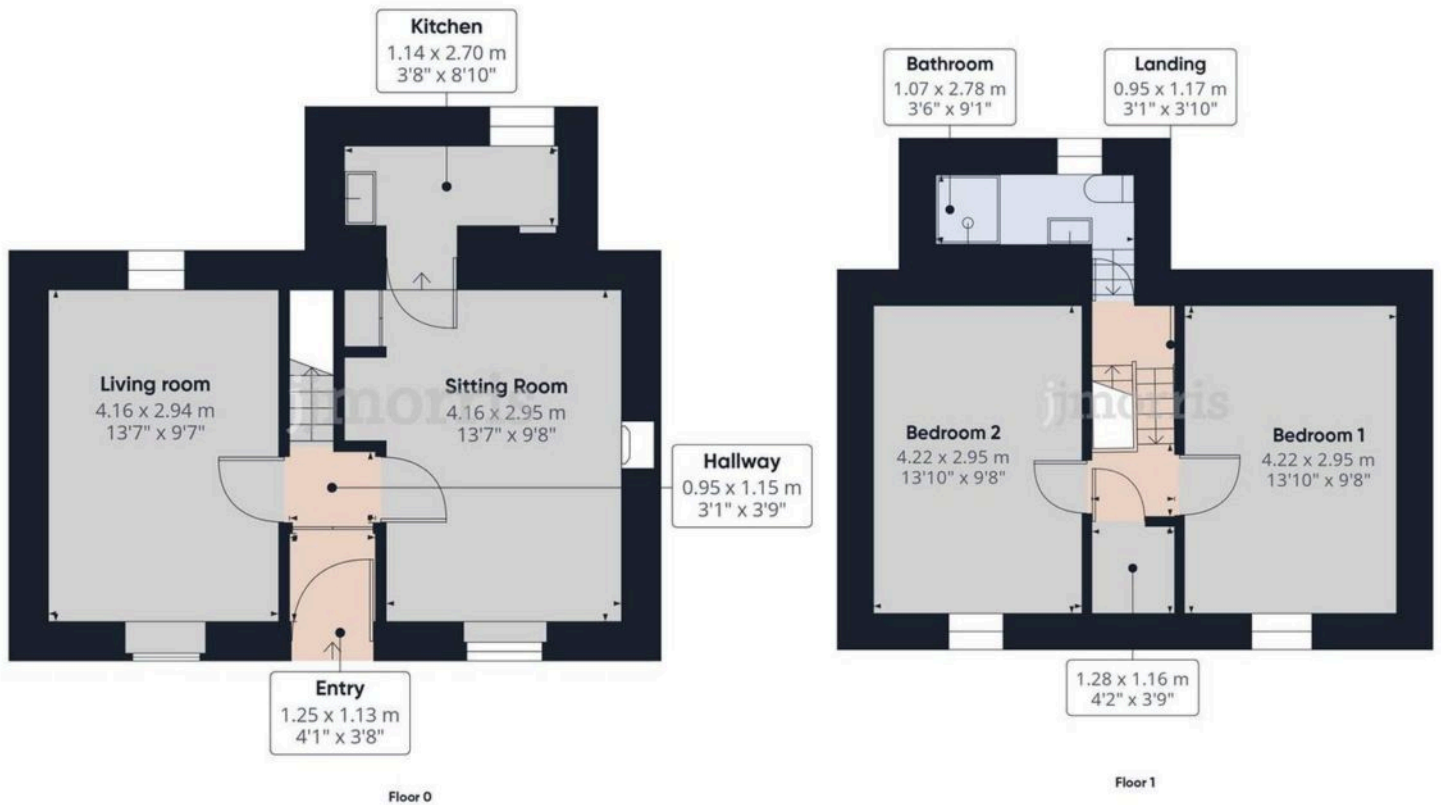 Kitchen
1.14 x 2.70 m
3'8" x 8'10"
Living room
4.16 x 2.94 m
13'7" x 9'7"
Sitting Room
4.16 x 2.95 m
13'7" x 9'8"
jjmorris
Hallway
0.95 x 1.15 m
3'1" x 3'9"
Entry
1.25 x 1.13 m
4'1" x 3'8"
Floor 0
Bathroom
1.07 x 2.78 m
3'6" x 9'1"
Landing
0.95 x 1.17 m
3'1" x 3'10"
Bedroom 2
4.22 x 2.95 m
13'10" x 9'8"
jjmorris
Bedroom 1
4.22 x 2.95 m
13'10" x 9'8"
1.28 x 1.16 m
4'2" x 3'9"
Floor 1